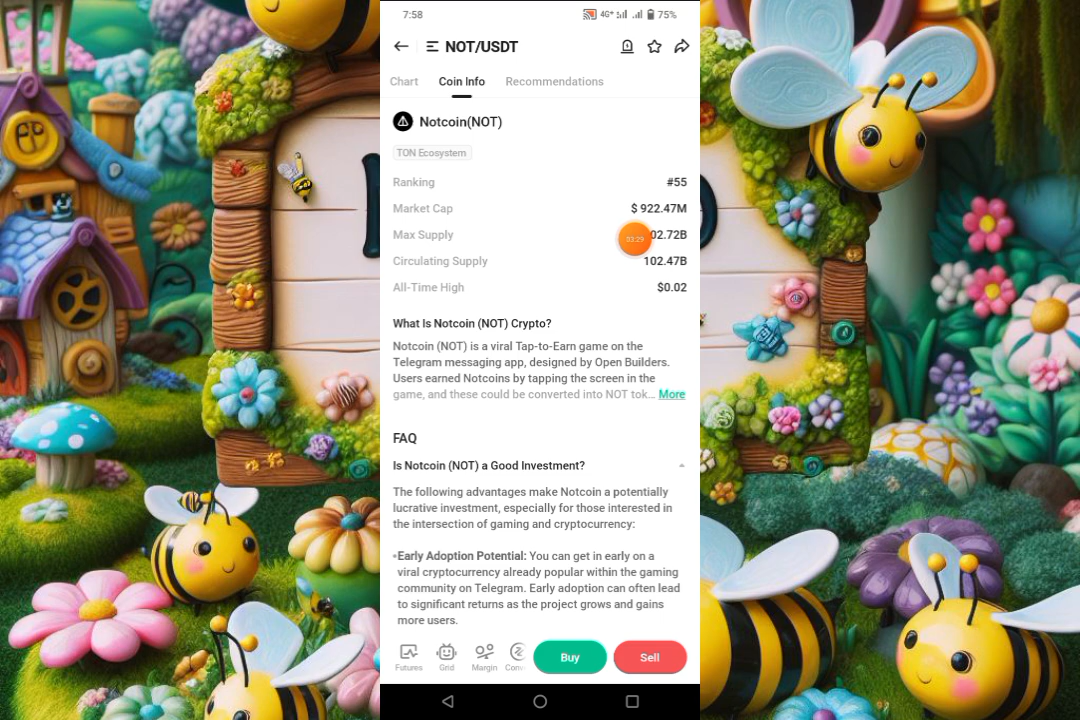 7:58
4G+
75%
NOT/USDT
Chart Coin Info Recommendations
Notcoin(NOT)
TON Ecosystem
Ranking #55
Market Cap $ 922.47M
03:29
Max Supply 02.72B
Circulating Supply 102.47B
All-Time High $0.02
What Is Notcoin (NOT) Crypto?
Notcoin (NOT) is a viral Tap-to-Earn game on the
Telegram messaging app, designed by Open Builders.
Users earned Notcoins by tapping the screen in the
game, and these could be converted into NOT tok... More
FAQ
Is Notcoin (NOT) a Good Investment?
The following advantages make Notcoin a potentially
lucrative investment, especially for those interested in
the intersection of gaming and cryptocurrency:
•Early Adoption Potential: You can get in early on a
viral cryptocurrency already popular within the gaming
community on Telegram. Early adoption can often lead
to significant returns as the project grows and gains
more users.
Futures Grid Margin Con
Buy Sell